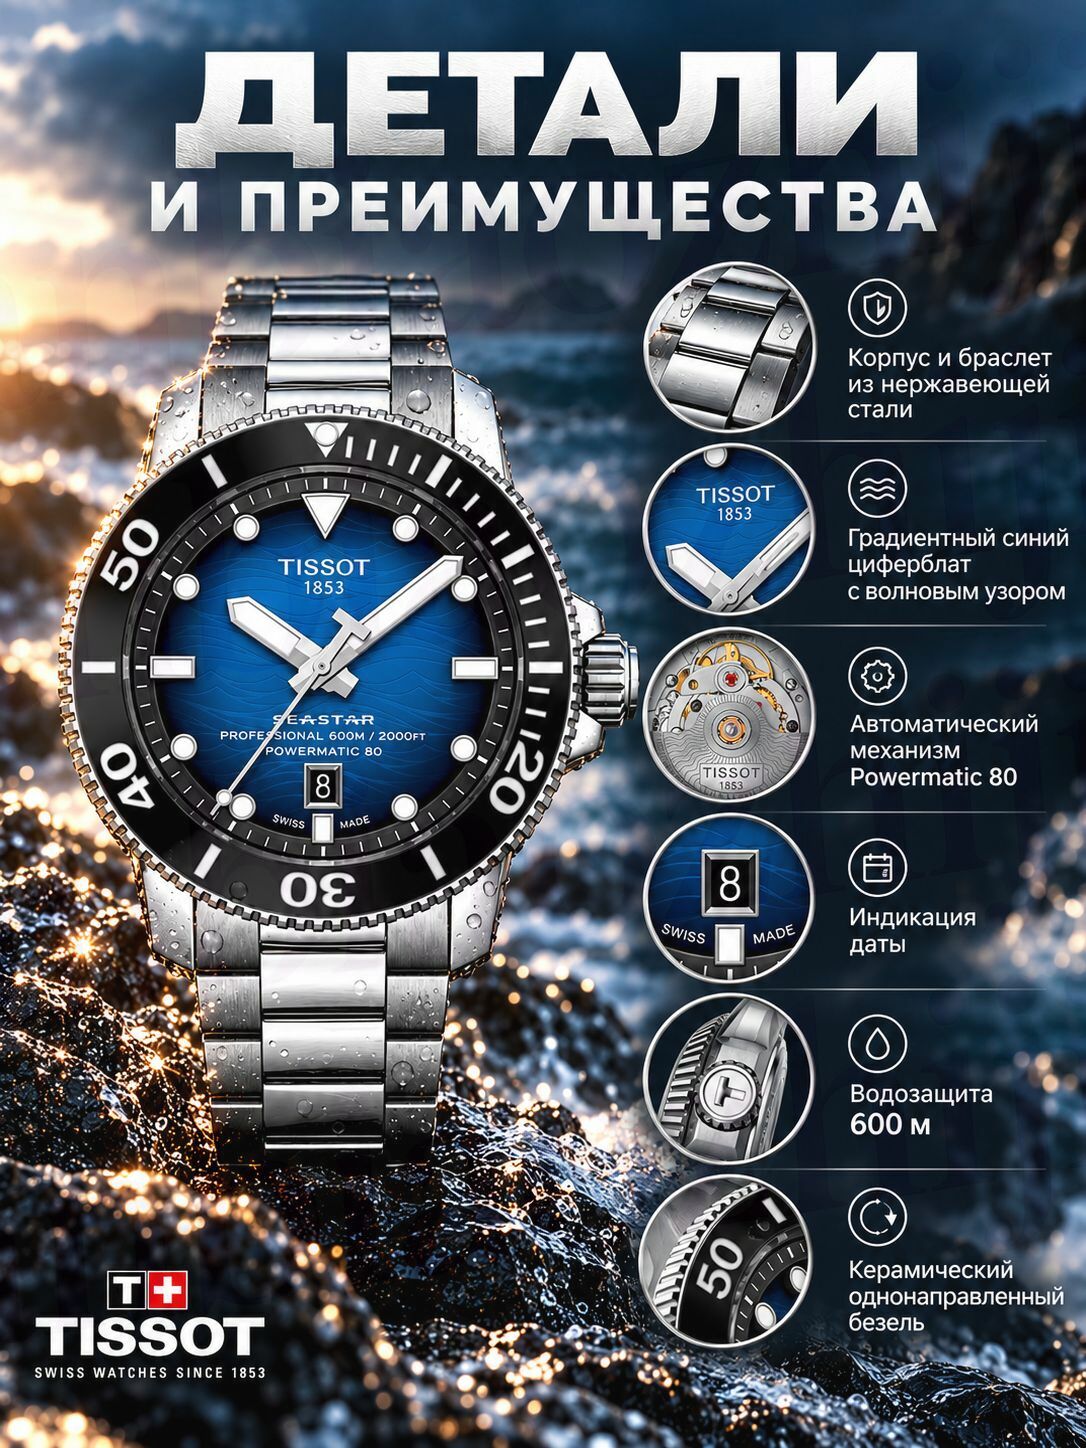 ДЕТАЛИ
И ПРЕИМУЩЕСТВА
Корпус и браслет
из нержавеющей
стали
TISSOT
1853
Градиентный синий
циферблат
с волновым узором
50
TISSOT
1853
SEASTAR
PROFESSIONAL 600M / 2000FT
POWERMATIC 80
8
SWISS MADE
20
40
30
TISSOT
1853
Автоматический
механизм
Powermatic 80
8
SWISS MADE
Индикация
даты
Водозащита
600 м
50
Керамический
однонаправленный
безель
T+
TISSOT
SWISS WATCHES SINCE 1853